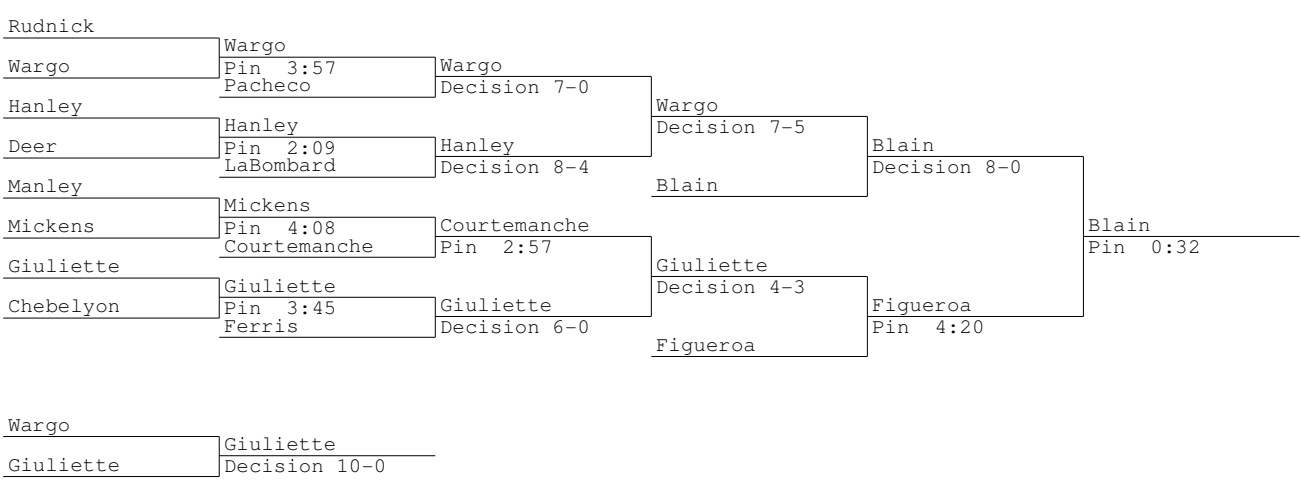 Rudnick
Wargo
Wargo
Pin 3:57
Pacheco
Wargo
Decision 7-0
Hanley
Deer
Hanley
Pin 2:09
LaBombard
Hanley
Decision 8-4
Wargo
Decision 7-5
Blain
Blain
Decision 8-0
Manley
Mickens
Mickens
Pin 4:08
Courtemanche
Courtemanche
Pin 2:57
Giuliette
Chebelyon
Giuliette
Pin 3:45
Ferris
Giuliette
Decision 6-0
Giuliette
Decision 4-3
Figueroa
Figueroa
Pin 4:20
Blain
Pin 0:32
Wargo
Giuliette
Giuliette
Decision 10-0